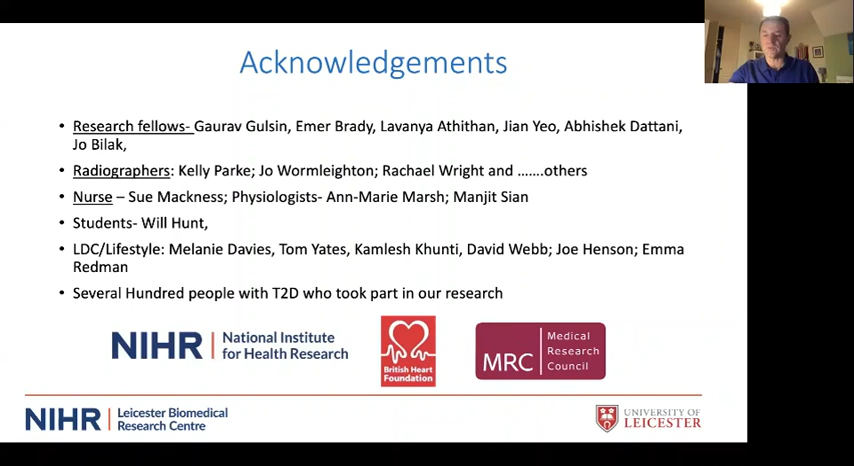 Acknowledgements
• Research fellows- Gaurav Gulsin, Emer Brady, Lavanya Athithan, Jian Yeo, Abhishek Dattani,
Jo Bilak,
• Radiographers: Kelly Parke; Jo Wormleighton; Rachael Wright and …….others
• Nurse – Sue Mackness; Physiologists- Ann-Marie Marsh; Manjit Sian
• Students- Will Hunt,
• LDC/Lifestyle: Melanie Davies, Tom Yates, Kamlesh Khunti, David Webb; Joe Henson; Emma
Redman
• Several Hundred people with T2D who took part in our research
NIHR | National Institute
for Health Research
British Heart
Foundation
MRC
Medical
Research
Council
NIHR | Leicester Biomedical
Research Centre
UNIVERSITY OF
LEICESTER